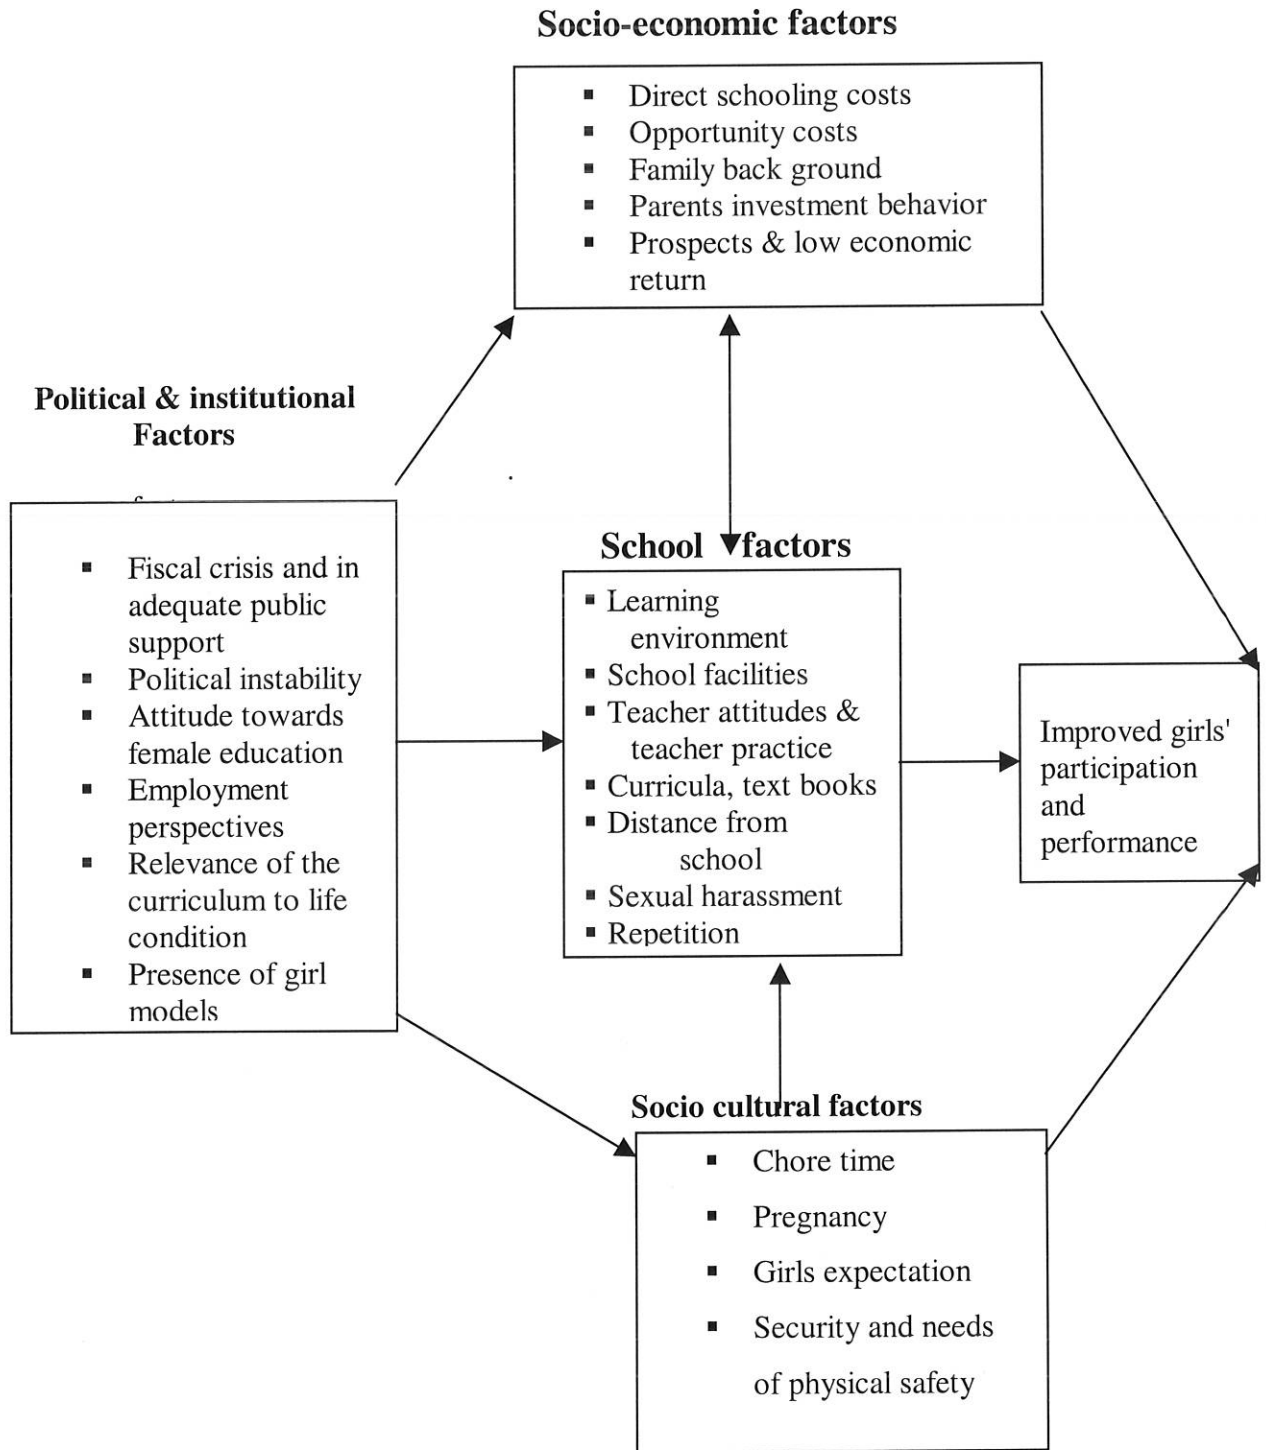 Socio-economic factors
▪ Direct schooling costs
▪ Opportunity costs
▪ Family back ground
▪ Parents investment behavior
▪ Prospects & low economic
return
Political & institutional
Factors
▪ Fiscal crisis and in
adequate public
support
▪ Political instability
▪ Attitude towards
female education
▪ Employment
perspectives
▪ Relevance of the
curriculum to life
condition
▪ Presence of girl
models
School factors
▪ Learning
environment
▪ School facilities
▪ Teacher attitudes &
teacher practice
▪ Curricula, text books
▪ Distance from
school
▪ Sexual harassment
▪ Repetition
Improved girls'
participation
and
performance
Socio cultural factors
▪ Chore time
▪ Pregnancy
▪ Girls expectation
▪ Security and needs
of physical safety